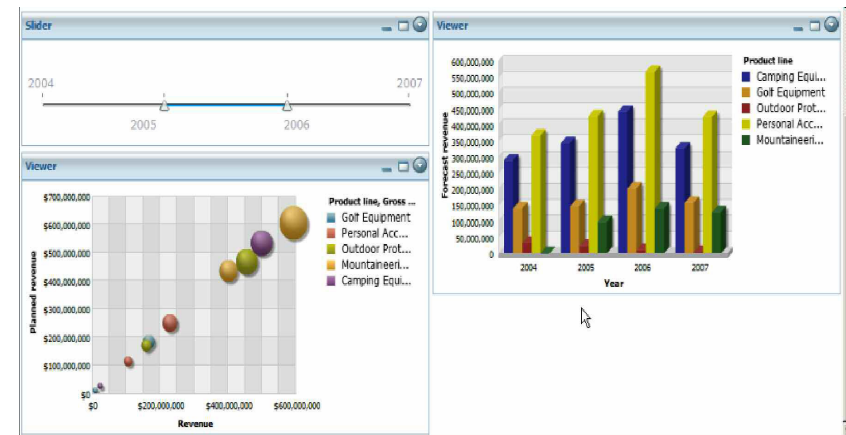 Slider
2004
2007
2005
2006
Viewer
$700,000,000
$600,000,000
$500,000,000
$400,000,000
$300,000,000
$200,000,000
$100,000,000
$0
Planned revenue
$0
$200,000,000
$400,000,000
$600,000,000
Revenue
Product line, Gross ...
Golf Equipment
Personal Acc...
Outdoor Prot...
Mountaineeri...
Camping Equi...
Viewer
600,000,000
550,000,000
500,000,000
450,000,000
400,000,000
350,000,000
300,000,000
250,000,000
200,000,000
150,000,000
100,000,000
50,000,000
0
Forecast revenue
2004
2005
2006
2007
Year
Product line
Camping Equi...
Golf Equipment
Outdoor Prot...
Personal Acc...
Mountaineeri...